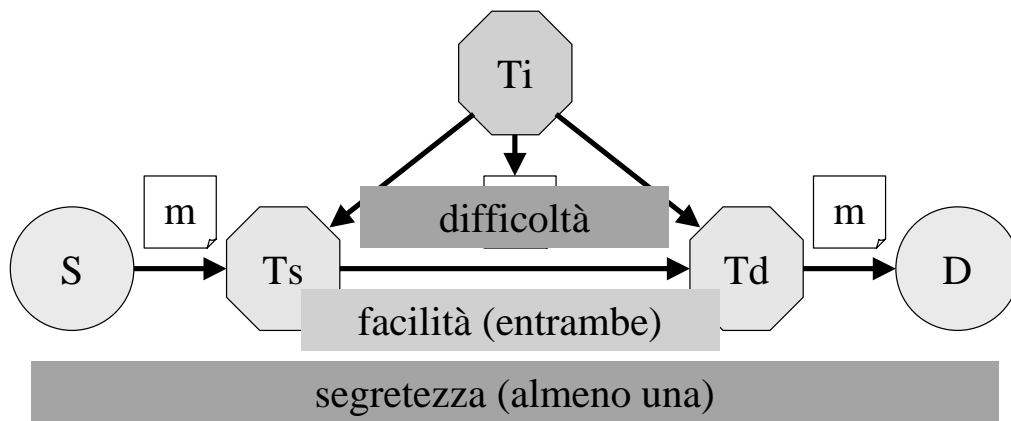 Ti
m
difficoltà
m
S
Ts
Td
D
facilità (entrambe)
segretezza (almeno una)